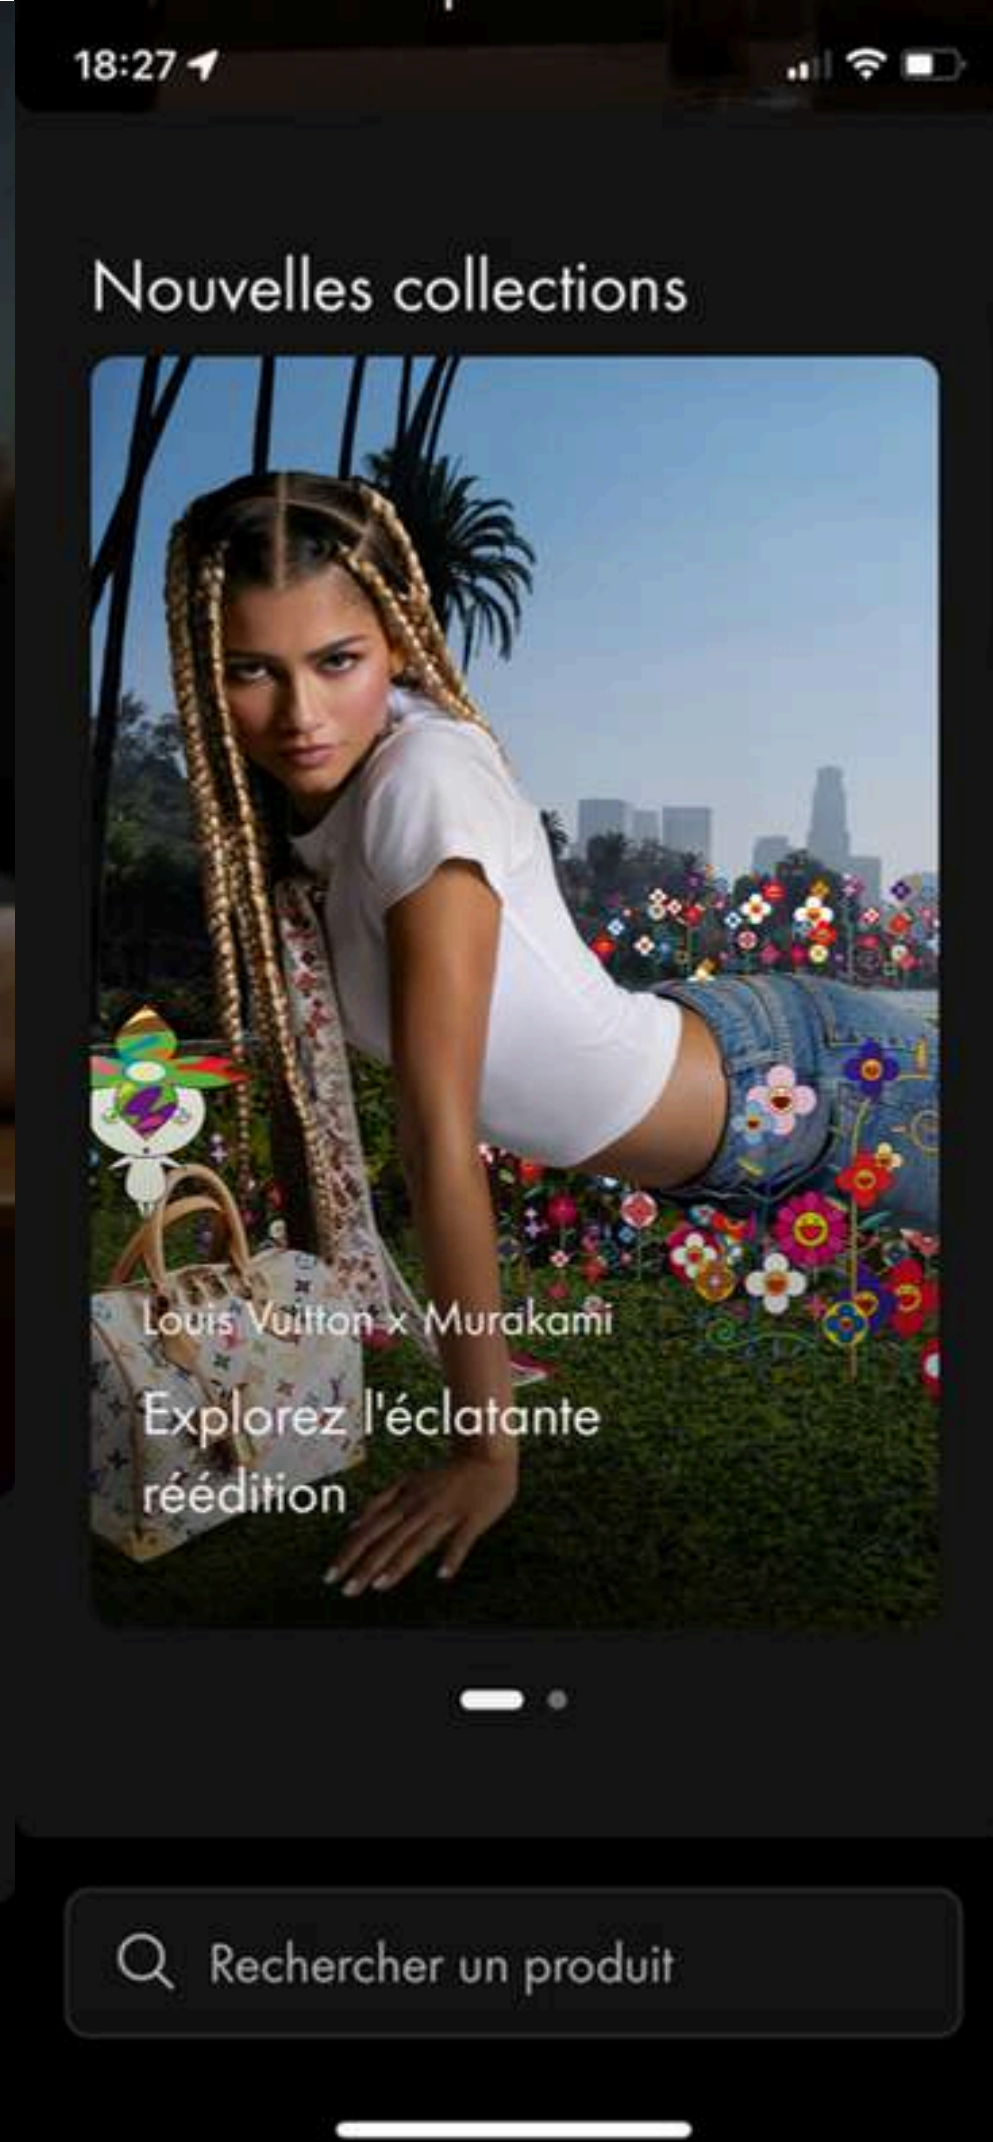 18:27
Nouvelles collections
Louis Vuitton x Murakami
Explorez l'éclatante
réédition
Rechercher un produit